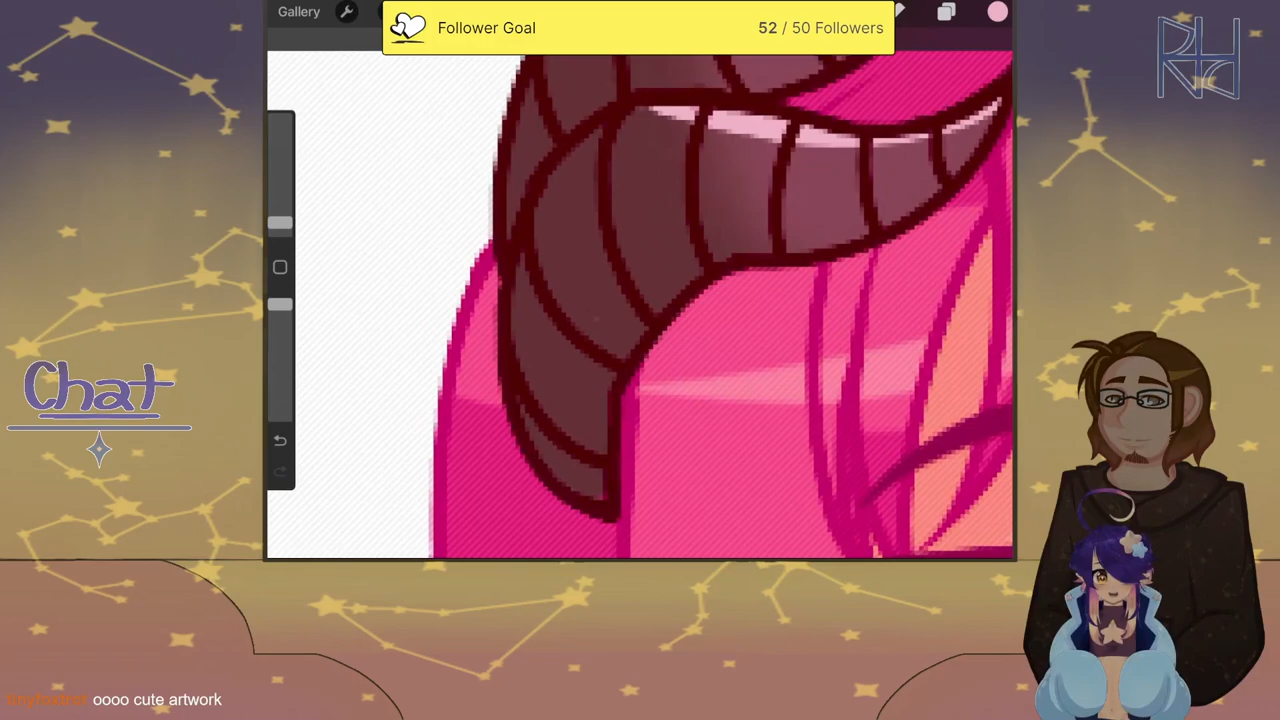 Gallery
Follower Goal
52 / 50 Followers
Chat
oooo cute artwork